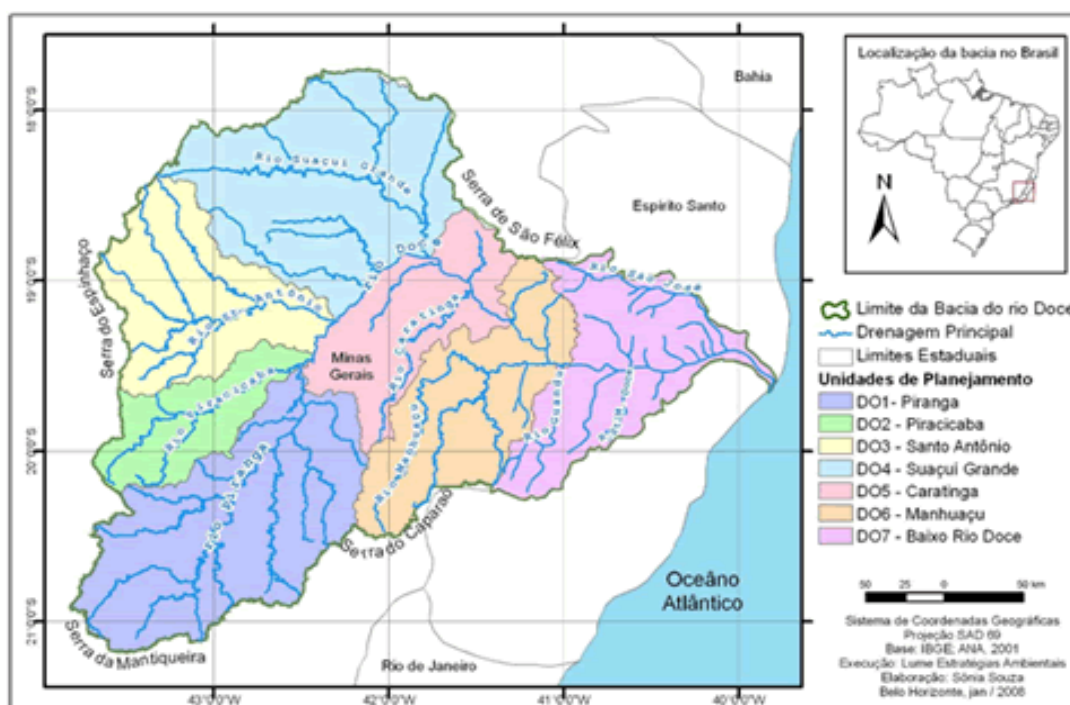 Bahia
Espírito Santo
Serra de São Félix
Rio Suaçuí Grande
Rio Doce
Rio São José
Serra do Espinhaço
Rio St. Antônio
Rio Caratinga
Minas
Gerais
Rio Piracicaba
Rio Piranga
Rio Manhuaçu
Rio Guandu
Serra do Caparaó
Serra da Mantiqueira
Oceâno
Atlântico
Rio de Janeiro
18°0'0"S
19°0'0"S
20°0'0"S
21°0'0"S
43°0'0"W
42°0'0"W
41°0'0"W
40°0'0"W
Localização da bacia no Brasil
N
Limite da Bacia do rio Doce
Drenagem Principal
Limites Estaduais
Unidades de Planejamento
DO1- Piranga
DO2 - Piracicaba
DO3 - Santo Antônio
DO4 - Suaçuí Grande
DO5 - Caratinga
DO6 - Manhuaçu
DO7 - Baixo Rio Doce
50 25 0 50 km
Sistema de Coordenadas Geográficas
Projeção SAD 69
Base: IBGE; ANA, 2001
Execução: Lume Estratégias Ambientais
Elaboração: Sônia Souza
Belo Horizonte, jan / 2008